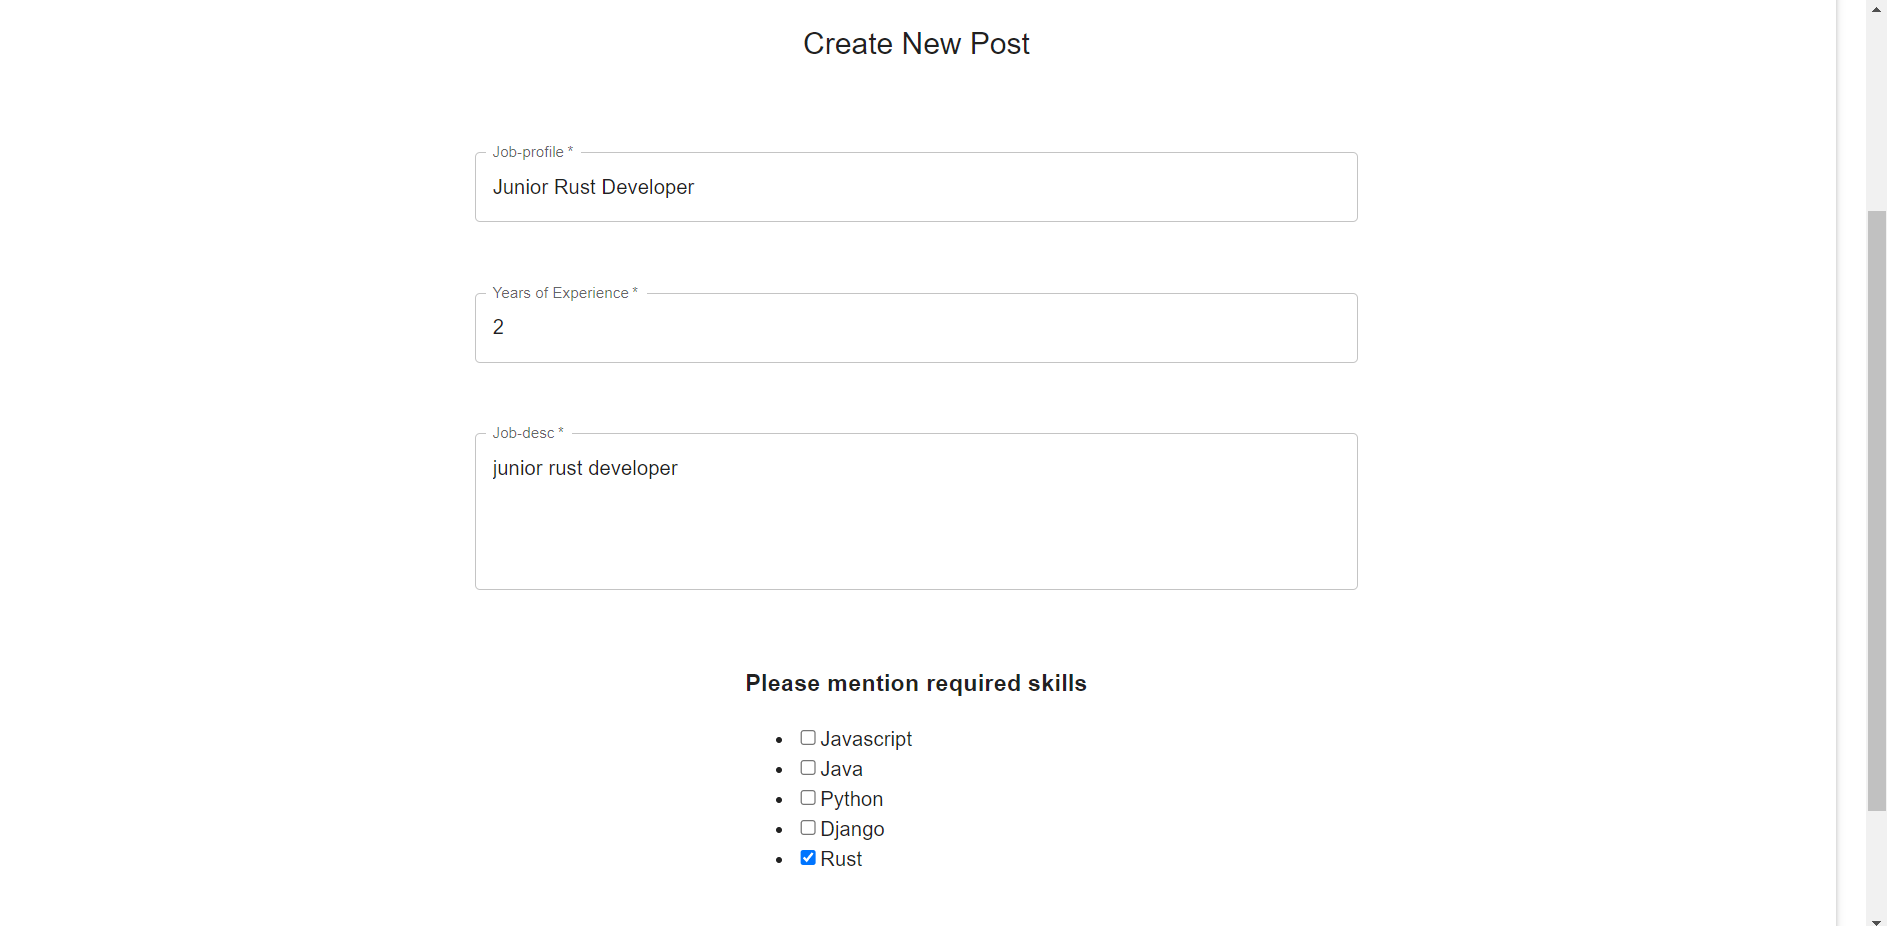 Create New Post
Job-profile *
Junior Rust Developer
Years of Experience *
2
Job-desc *
junior rust developer
Please mention required skills
Javascript
Java
Python
Django
Rust